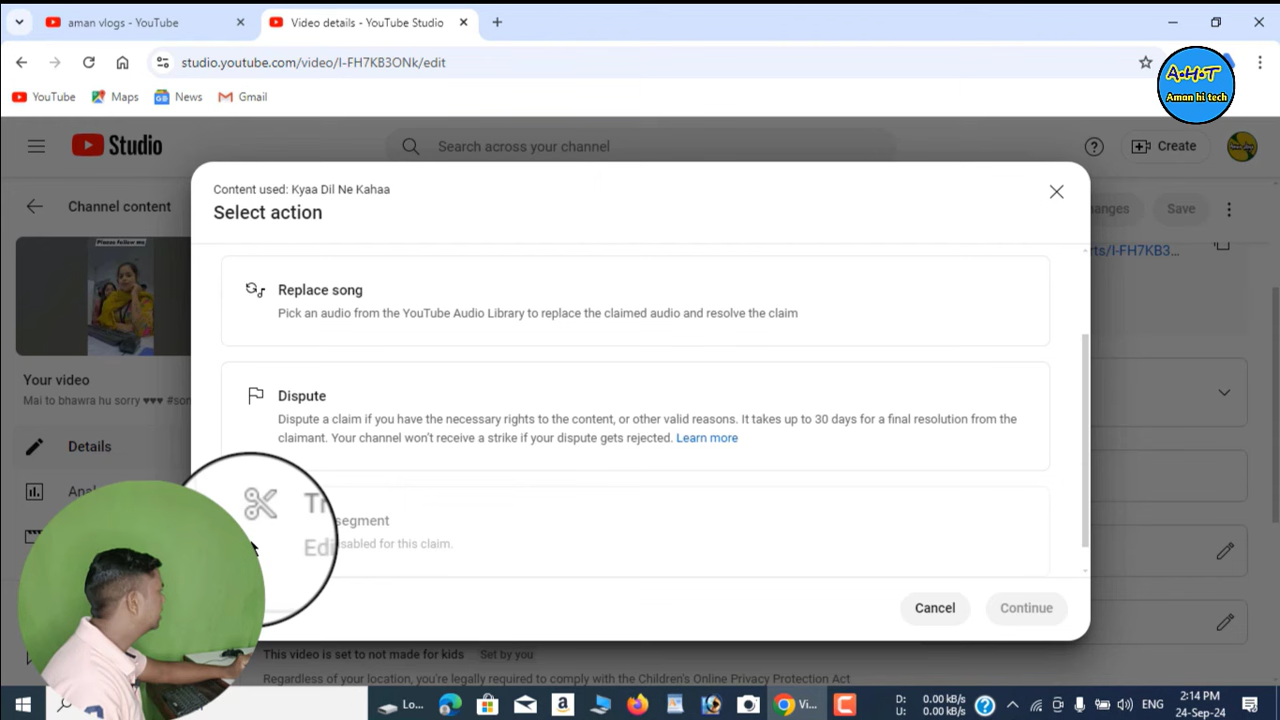 aman vlogs - YouTube
Video details - YouTube Studio
studio.youtube.com/video/I-FH7KB3ONk/edit
A.H.T
Aman hi tech
YouTube
Maps
News
Gmail
Studio
Search across your channel
Create
Channel content
Save
Content used: Kyaa Dil Ne Kahaa
Select action
Please follow me
Replace song
Pick an audio from the YouTube Audio Library to replace the claimed audio and resolve the claim
Your video
Mai to bhawra hu sorry ♥♥♥
Dispute
Dispute a claim if you have the necessary rights to the content, or other valid reasons. It takes up to 30 days for a final resolution from the
claimant. Your channel won't receive a strike if your dispute gets rejected. Learn more
Details
segment
for this claim.
Cancel
Continue
This video is set to not made for kids
Set by you
Regardless of your location, you're legally required to comply with the Children's Online Privacy Protection Act
Lo...
Vi...
D: 0.00 kB/s
U: 0.00 kB/s
2:14 PM
24-Sep-24